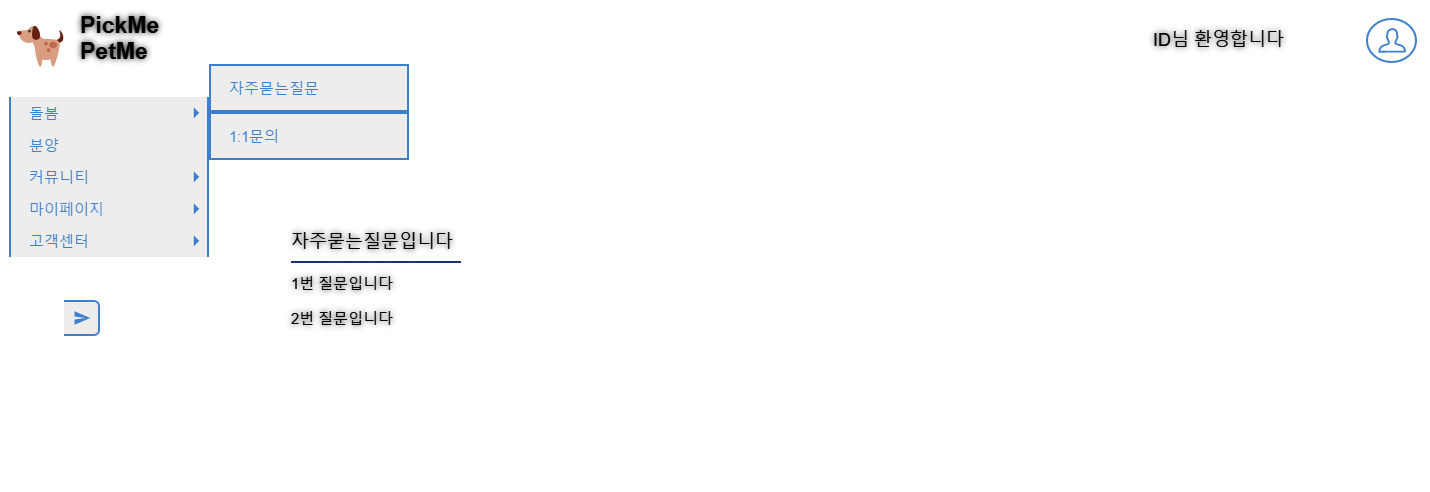 PickMe
PetMe
ID님 환영합니다
자주묻는질문
1:1문의
돌봄
분양
커뮤니티
마이페이지
고객센터
자주묻는질문입니다
1번 질문입니다
2번 질문입니다